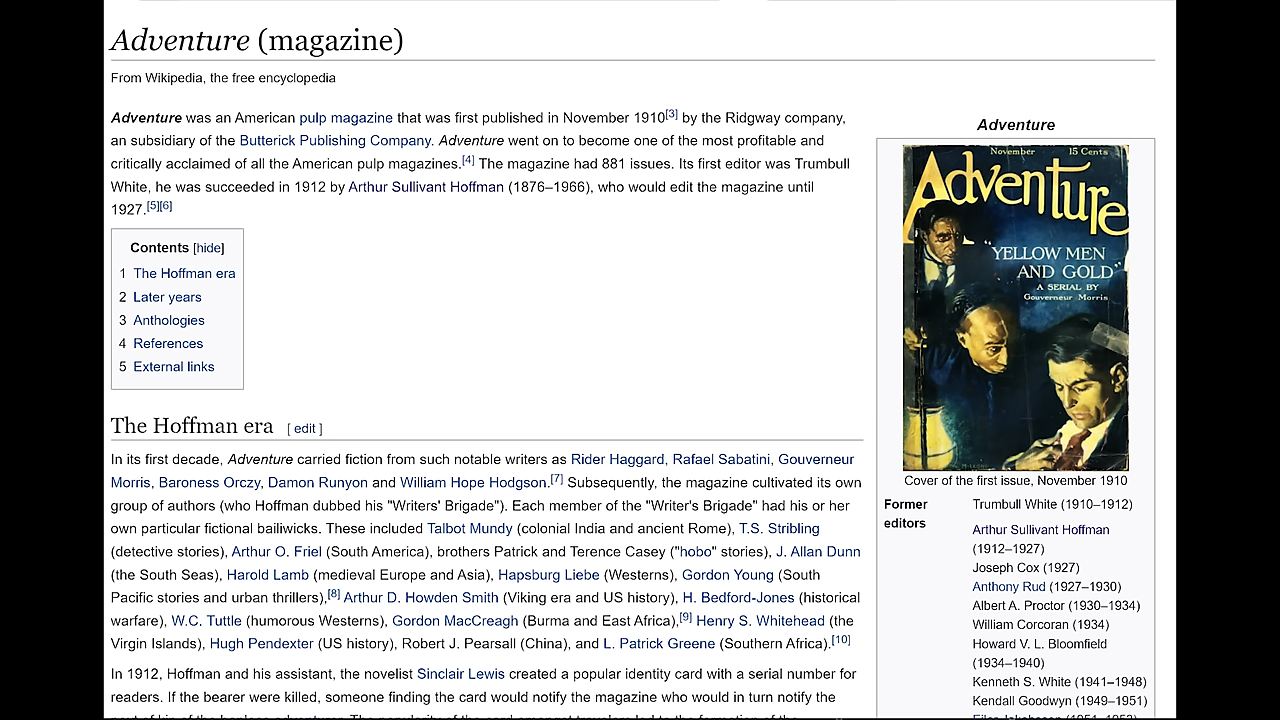 Adventure (magazine)
From Wikipedia, the free encyclopedia
Adventure was an American pulp magazine that was first published in November 1910[3] by the Ridgway company,
an subsidiary of the Butterick Publishing Company. Adventure went on to become one of the most profitable and
critically acclaimed of all the American pulp magazines.[4] The magazine had 881 issues. Its first editor was Trumbull
White, he was succeeded in 1912 by Arthur Sullivant Hoffman (1876–1966), who would edit the magazine until
1927.[5][6]
Contents [hide]
1 The Hoffman era
2 Later years
3 Anthologies
4 References
5 External links
The Hoffman era [ edit ]
In its first decade, Adventure carried fiction from such notable writers as Rider Haggard, Rafael Sabatini, Gouverneur
Morris, Baroness Orczy, Damon Runyon and William Hope Hodgson.[7] Subsequently, the magazine cultivated its own
group of authors (who Hoffman dubbed his "Writers' Brigade"). Each member of the "Writer's Brigade" had his or her
own particular fictional bailiwicks. These included Talbot Mundy (colonial India and ancient Rome), T.S. Stribling
(detective stories), Arthur O. Friel (South America), brothers Patrick and Terence Casey ("hobo" stories), J. Allan Dunn
(the South Seas), Harold Lamb (medieval Europe and Asia), Hapsburg Liebe (Westerns), Gordon Young (South
Pacific stories and urban thrillers),[8] Arthur D. Howden Smith (Viking era and US history), H. Bedford-Jones (historical
warfare), W.C. Tuttle (humorous Westerns), Gordon MacCreagh (Burma and East Africa),[9] Henry S. Whitehead (the
Virgin Islands), Hugh Pendexter (US history), Robert J. Pearsall (China), and L. Patrick Greene (Southern Africa).[10]
In 1912, Hoffman and his assistant, the novelist Sinclair Lewis created a popular identity card with a serial number for
readers. If the bearer were killed, someone finding the card would notify the magazine who would in turn notify the
Adventure
November 15 Cents
Adventure
"YELLOW MEN
AND GOLD"
A SERIAL BY
Gouverneur Morris
Cover of the first issue, November 1910
Former
editors
Trumbull White (1910–1912)
Arthur Sullivant Hoffman
(1912–1927)
Joseph Cox (1927)
Anthony Rud (1927–1930)
Albert A. Proctor (1930–1934)
William Corcoran (1934)
Howard V. L. Bloomfield
(1934–1940)
Kenneth S. White (1941–1948)
Kendall Goodwyn (1949–1951)